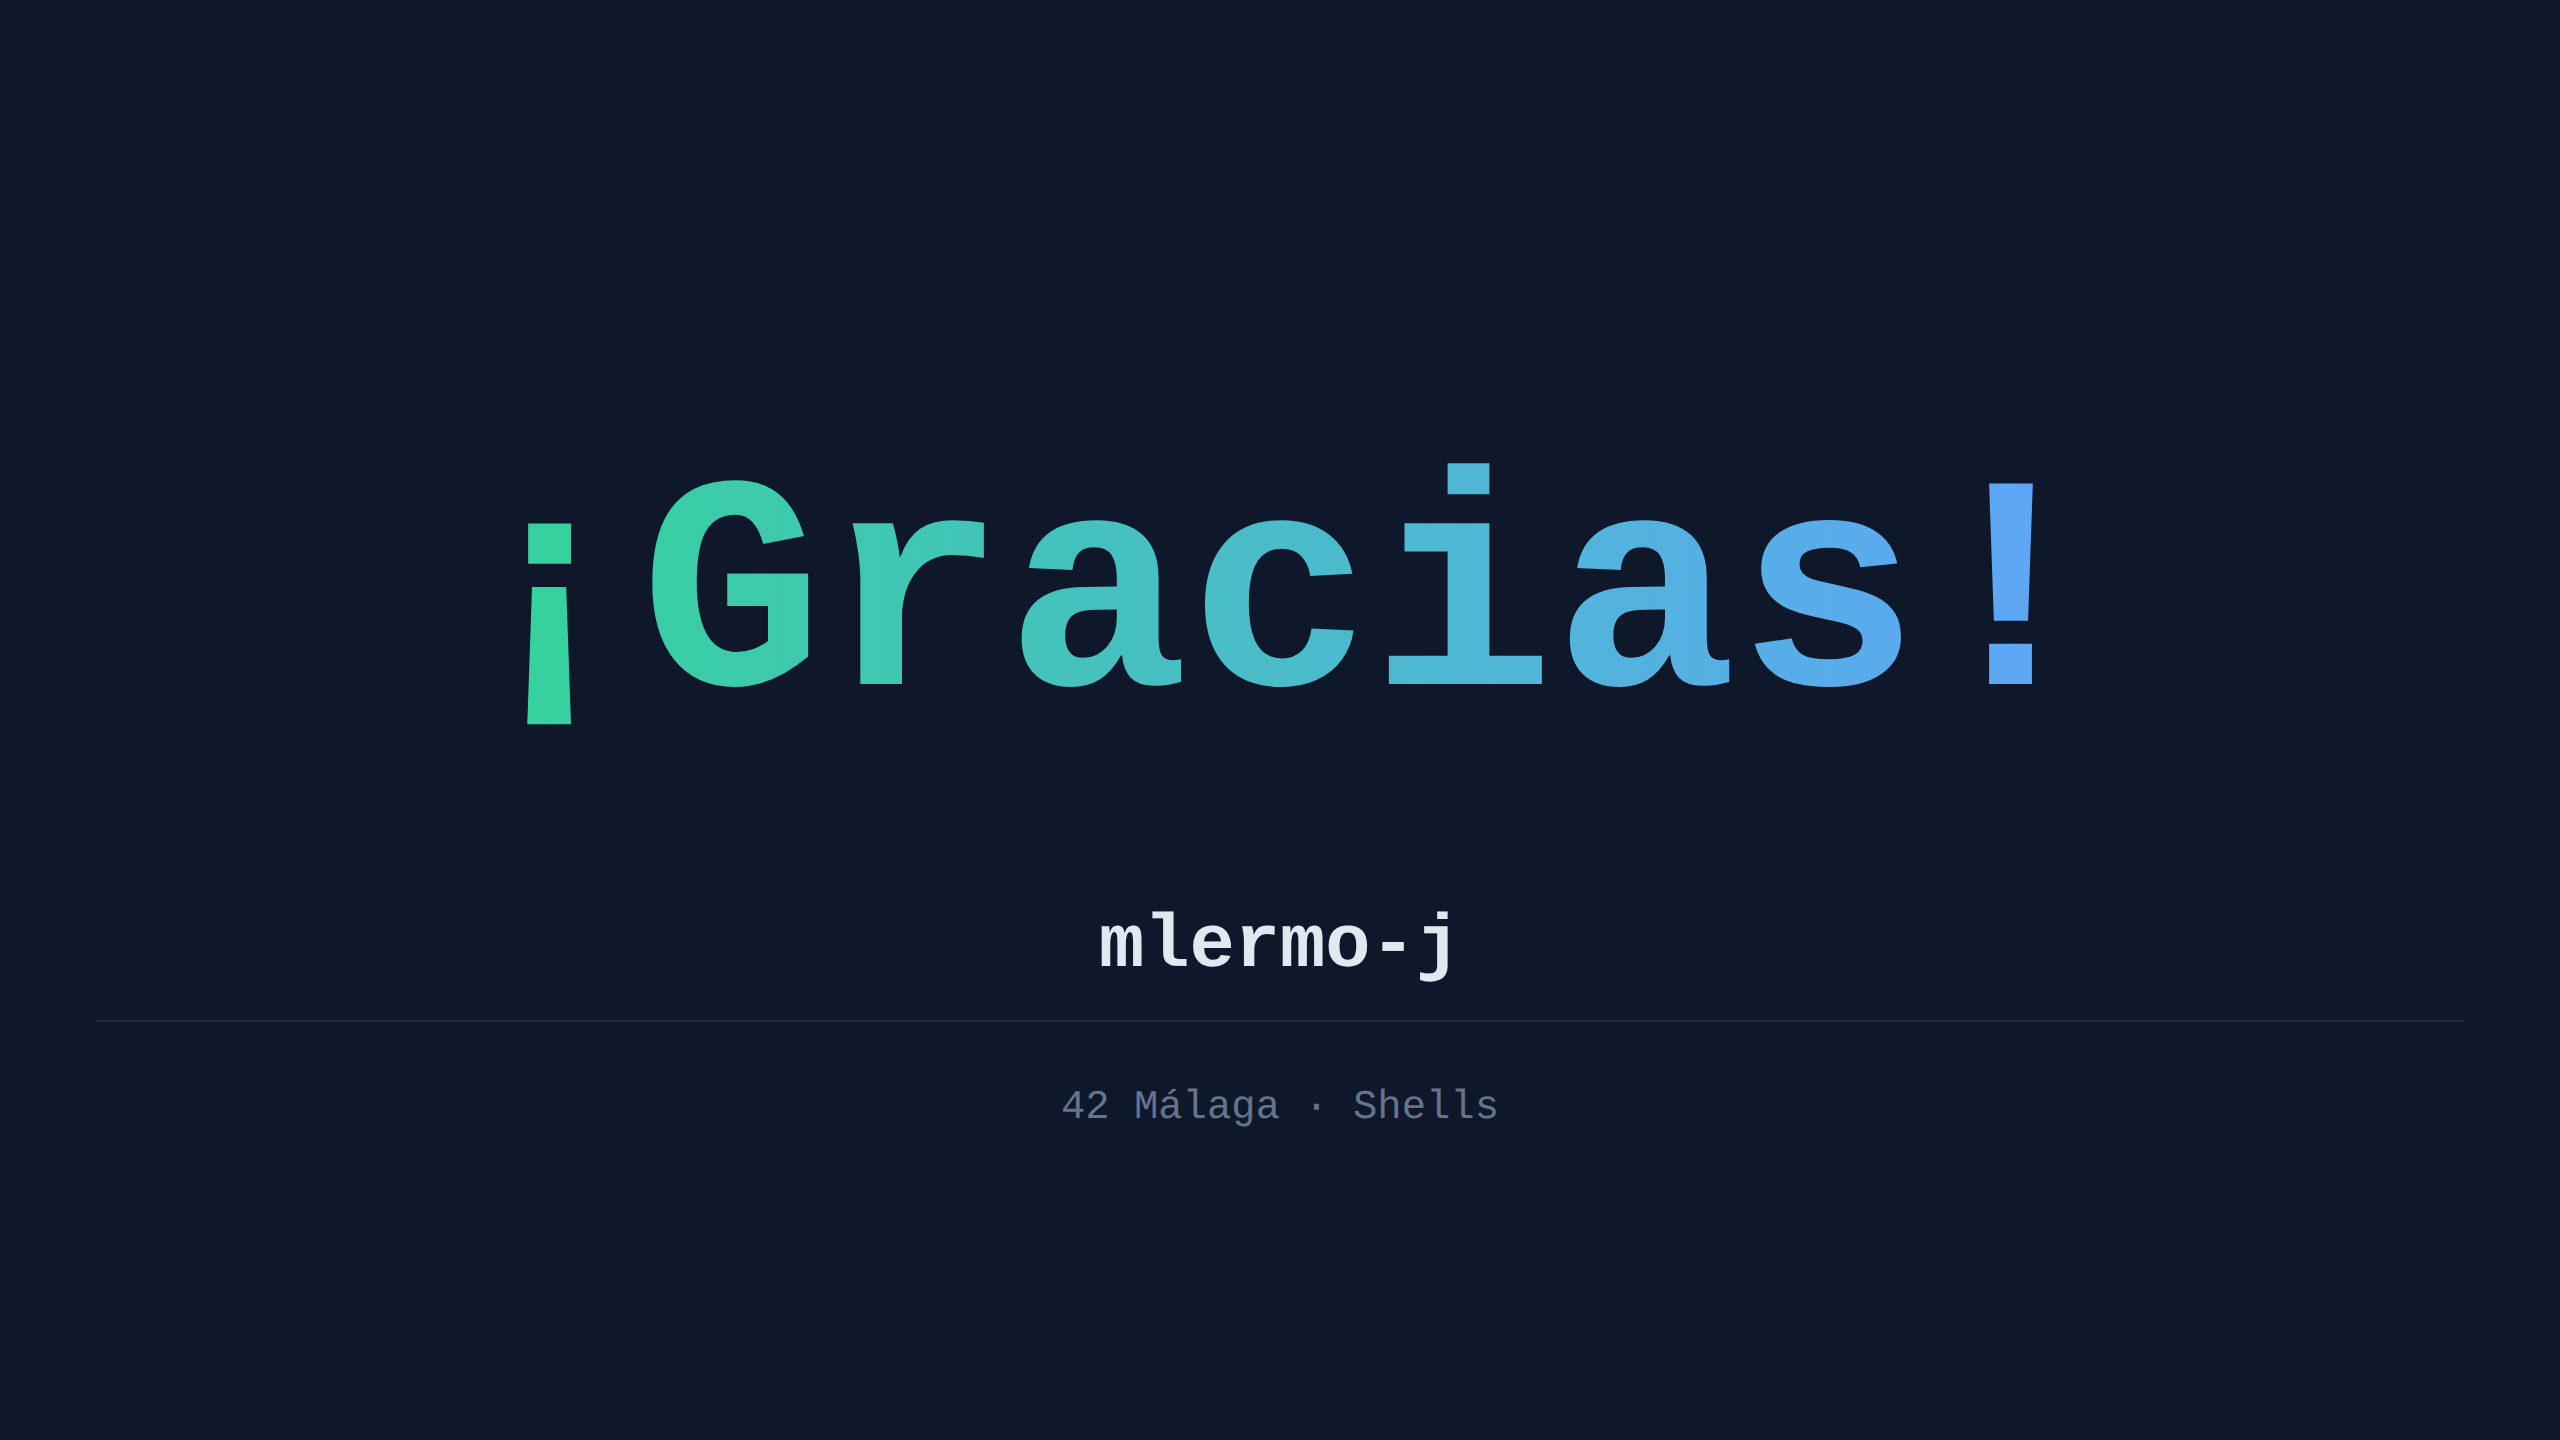 ¡Gracias!
mlermo-j
42 Málaga · Shells